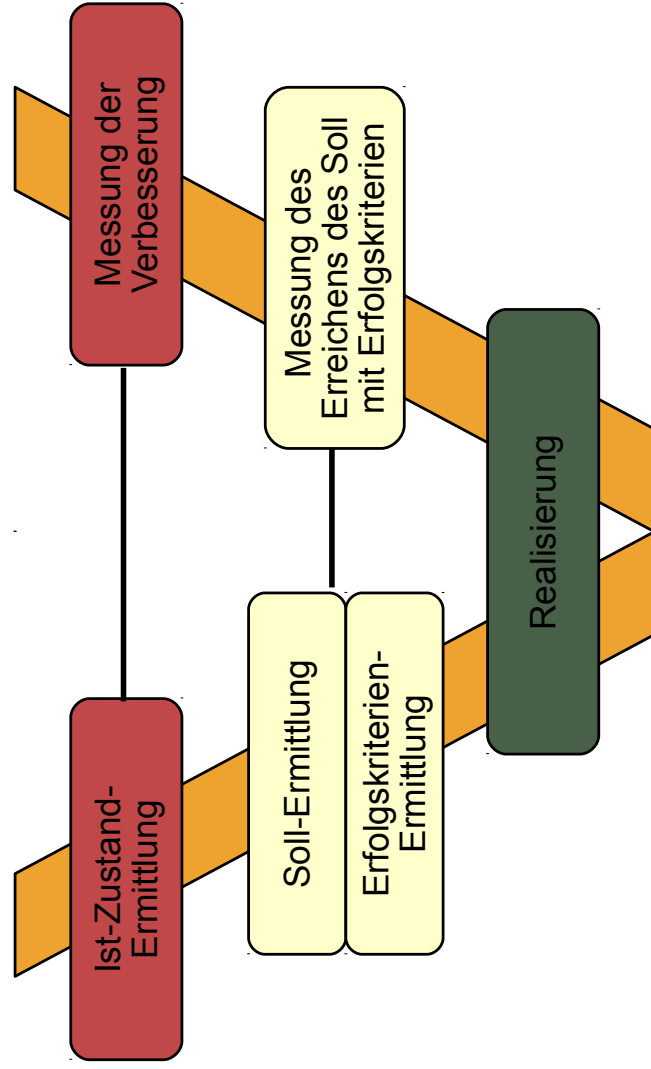 Ist-Zustand-
Ermittlung
Messung der
Verbesserung
Soll-Ermittlung
Erfolgskriterien-
Ermittlung
Messung des
Erreichens des Soll
mit Erfolgskriterien
Realisierung